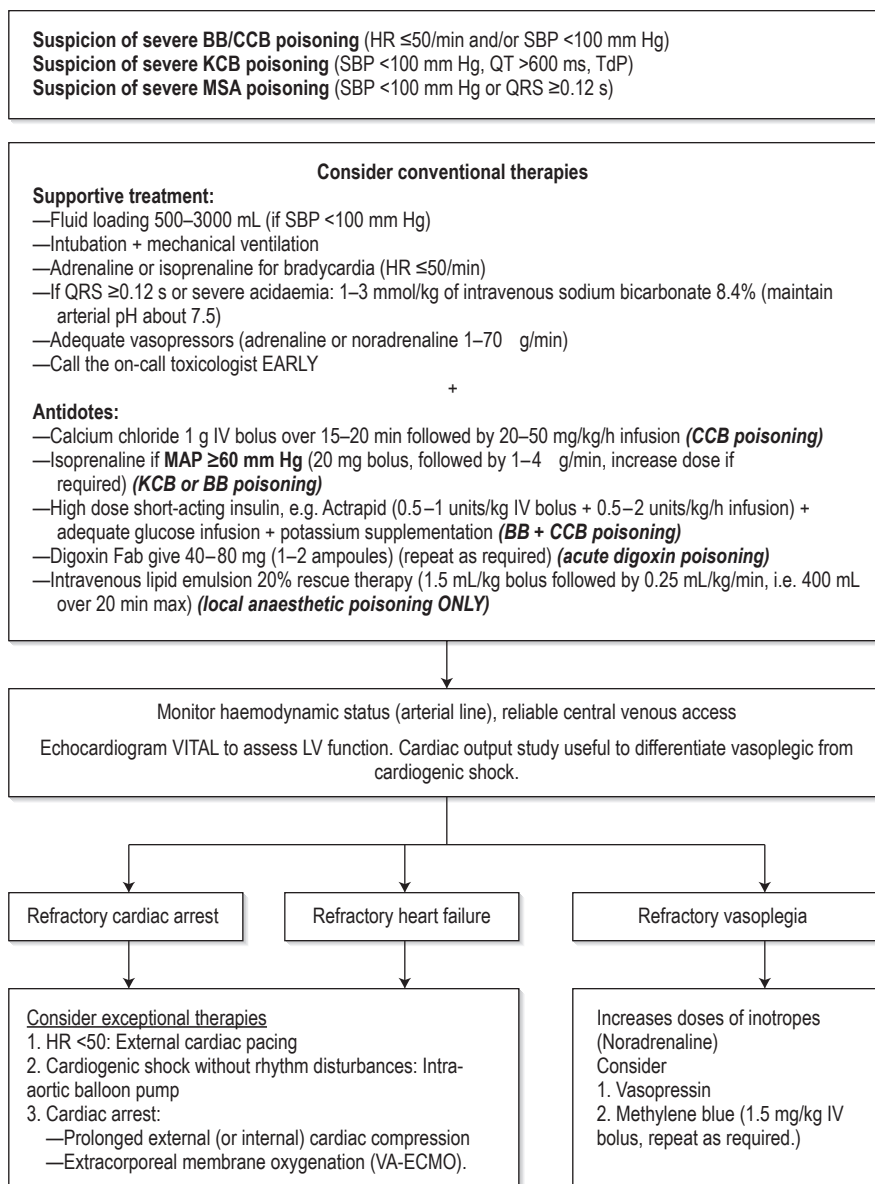 Suspicion of severe BB/CCB poisoning (HR ≤50/min and/or SBP <100 mm Hg)
Suspicion of severe KCB poisoning (SBP <100 mm Hg, QT >600 ms, TdP)
Suspicion of severe MSA poisoning (SBP <100 mm Hg or QRS ≥0.12 s)
Consider conventional therapies
Supportive treatment:
—Fluid loading 500–3000 mL (if SBP <100 mm Hg)
—Intubation + mechanical ventilation
—Adrenaline or isoprenaline for bradycardia (HR ≤50/min)
—If QRS ≥0.12 s or severe acidaemia: 1–3 mmol/kg of intravenous sodium bicarbonate 8.4% (maintain
arterial pH about 7.5)
—Adequate vasopressors (adrenaline or noradrenaline 1–70 g/min)
—Call the on-call toxicologist EARLY
+
Antidotes:
—Calcium chloride 1 g IV bolus over 15–20 min followed by 20–50 mg/kg/h infusion (CCB poisoning)
—Isoprenaline if MAP ≥60 mm Hg (20 mg bolus, followed by 1–4 g/min, increase dose if
required) (KCB or BB poisoning)
—High dose short-acting insulin, e.g. Actrapid (0.5–1 units/kg IV bolus + 0.5–2 units/kg/h infusion) +
adequate glucose infusion + potassium supplementation (BB + CCB poisoning)
—Digoxin Fab give 40–80 mg (1–2 ampoules) (repeat as required) (acute digoxin poisoning)
—Intravenous lipid emulsion 20% rescue therapy (1.5 mL/kg bolus followed by 0.25 mL/kg/min, i.e. 400 mL
over 20 min max) (local anaesthetic poisoning ONLY)
Monitor haemodynamic status (arterial line), reliable central venous access
Echocardiogram VITAL to assess LV function. Cardiac output study useful to differentiate vasoplegic from
cardiogenic shock.
Refractory cardiac arrest
Refractory heart failure
Refractory vasoplegia
Consider exceptional therapies
1. HR <50: External cardiac pacing
2. Cardiogenic shock without rhythm disturbances: Intra-
aortic balloon pump
3. Cardiac arrest:
—Prolonged external (or internal) cardiac compression
—Extracorporeal membrane oxygenation (VA-ECMO).
Increases doses of inotropes
(Noradrenaline)
Consider
1. Vasopressin
2. Methylene blue (1.5 mg/kg IV
bolus, repeat as required.)